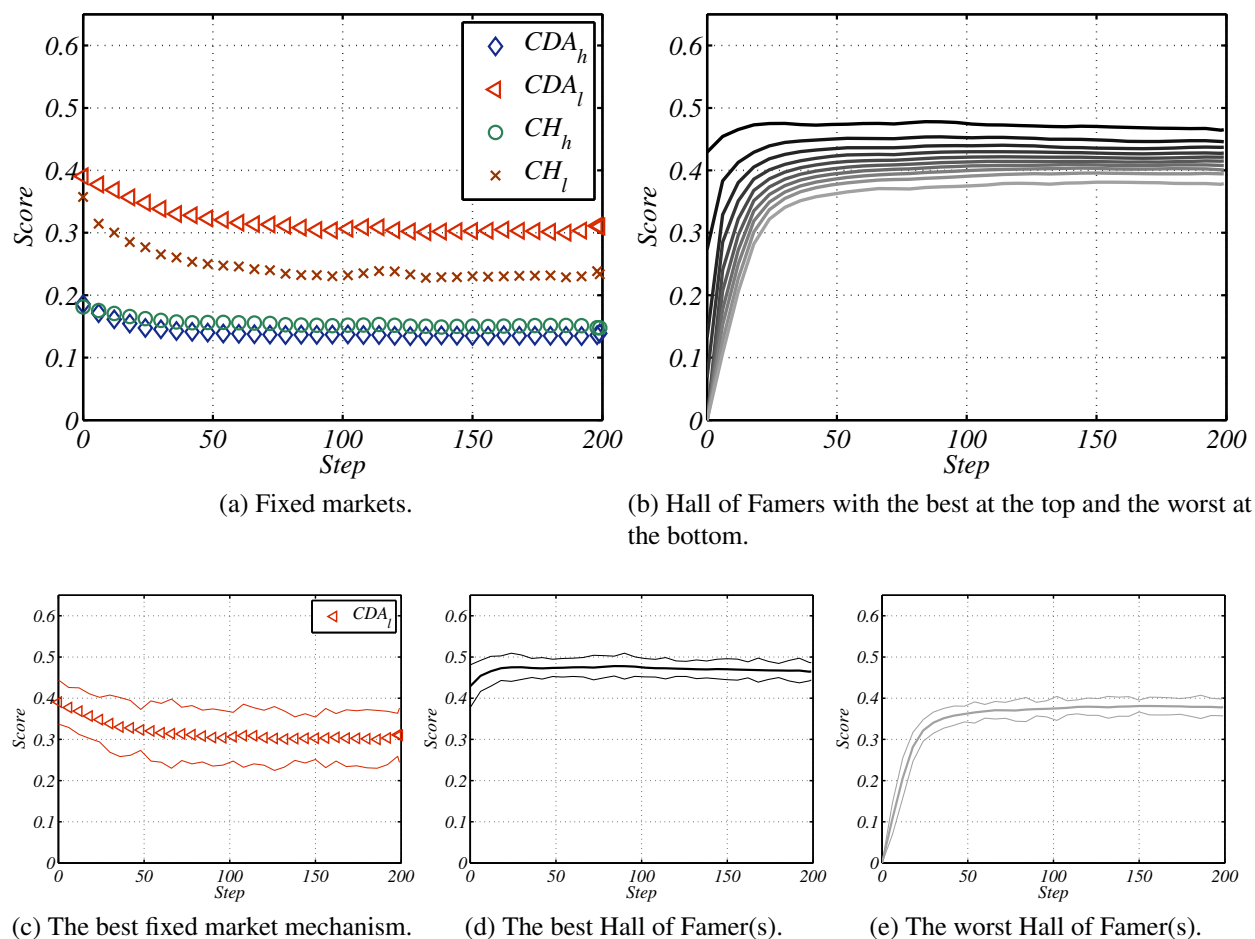 0.6
0.5
0.4
0.3
0.2
0.1
0
Score
CDA_h
CDA_l
CH_h
CH_l
0 50 100 150 200
Step
(a) Fixed markets.
0.6
0.5
0.4
0.3
0.2
0.1
0
Score
0 50 100 150 200
Step
(b) Hall of Famers with the best at the top and the worst at
the bottom.
0.6
0.5
0.4
0.3
0.2
0.1
0
Score
CDA_l
0 50 100 150 200
Step
(c) The best fixed market mechanism.
0.6
0.5
0.4
0.3
0.2
0.1
0
Score
0 50 100 150 200
Step
(d) The best Hall of Famer(s).
0.6
0.5
0.4
0.3
0.2
0.1
0
Score
0 50 100 150 200
Step
(e) The worst Hall of Famer(s).